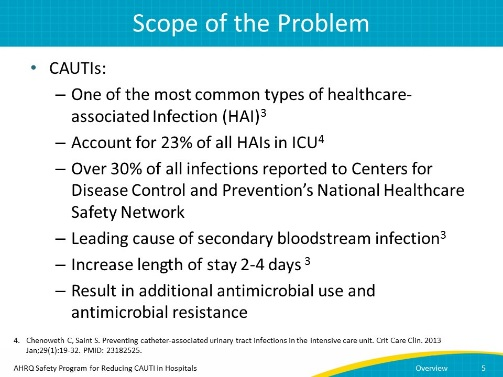 Scope of the Problem
• CAUTIs:
– One of the most common types of healthcare-
associated Infection (HAI)3
– Account for 23% of all HAIs in ICU4
– Over 30% of all infections reported to Centers for
Disease Control and Prevention's National Healthcare
Safety Network
– Leading cause of secondary bloodstream infection3
– Increase length of stay 2-4 days 3
– Result in additional antimicrobial use and
antimicrobial resistance
4. Chenoweth C, Saint S. Preventing catheter-associated urinary tract infections in the intensive care unit. Crit Care Clin. 2013
Jan;29(1):19-32. PMID: 23182525.
AHRQ Safety Program for Reducing CAUTI in Hospitals
Overview 5